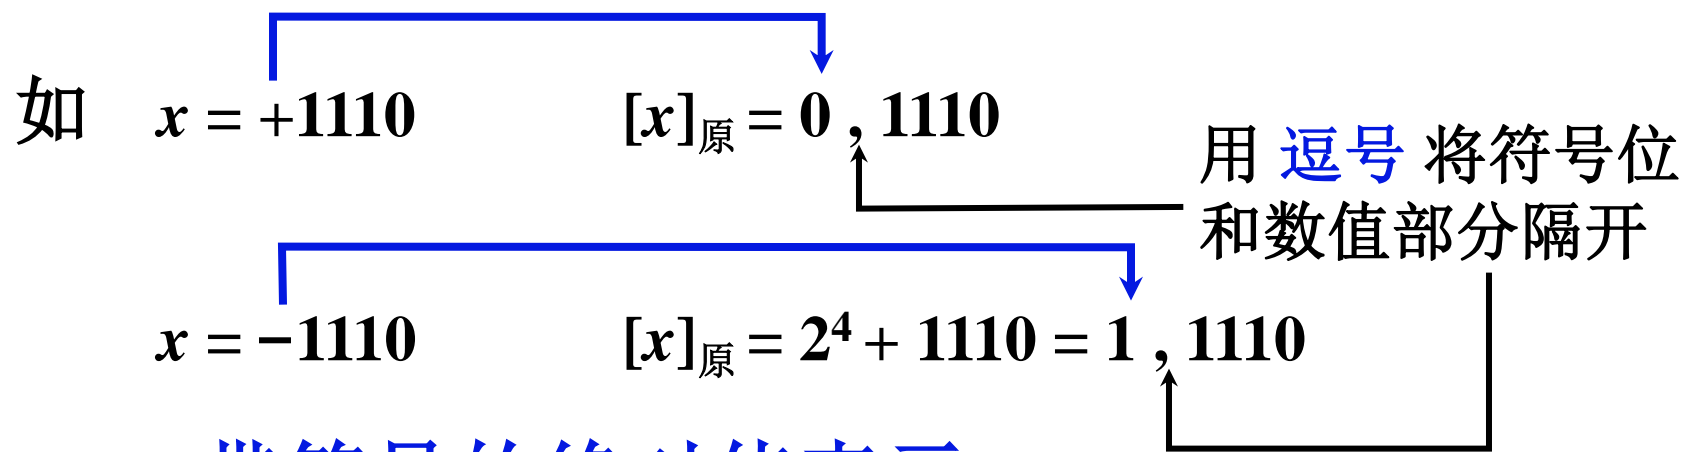 如 x = +1110 [x]原 = 0 , 1110
用 逗号 将符号位
和数值部分隔开
x = −1110 [x]原 = 2⁴ + 1110 = 1 , 1110